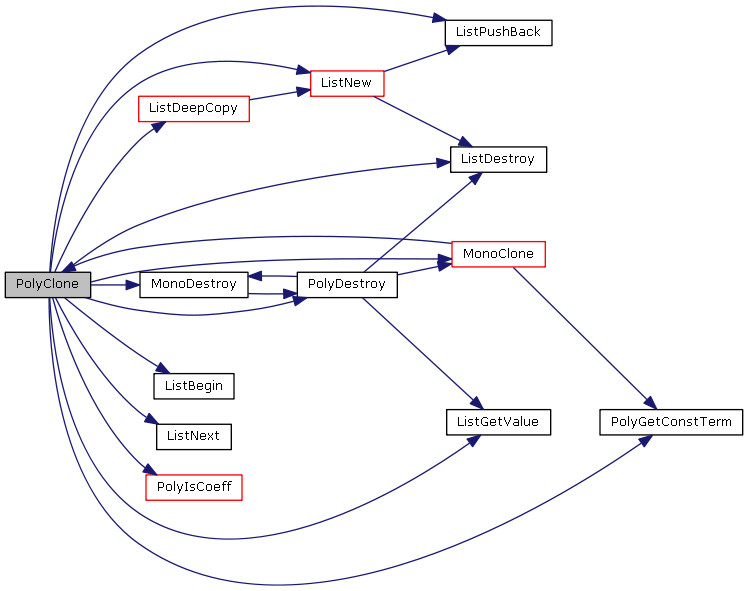 ListPushBack
ListNew
ListDeepCopy
ListDestroy
MonoClone
PolyClone
MonoDestroy
PolyDestroy
ListBegin
ListNext
ListGetValue
PolyGetConstTerm
PolyIsCoeff